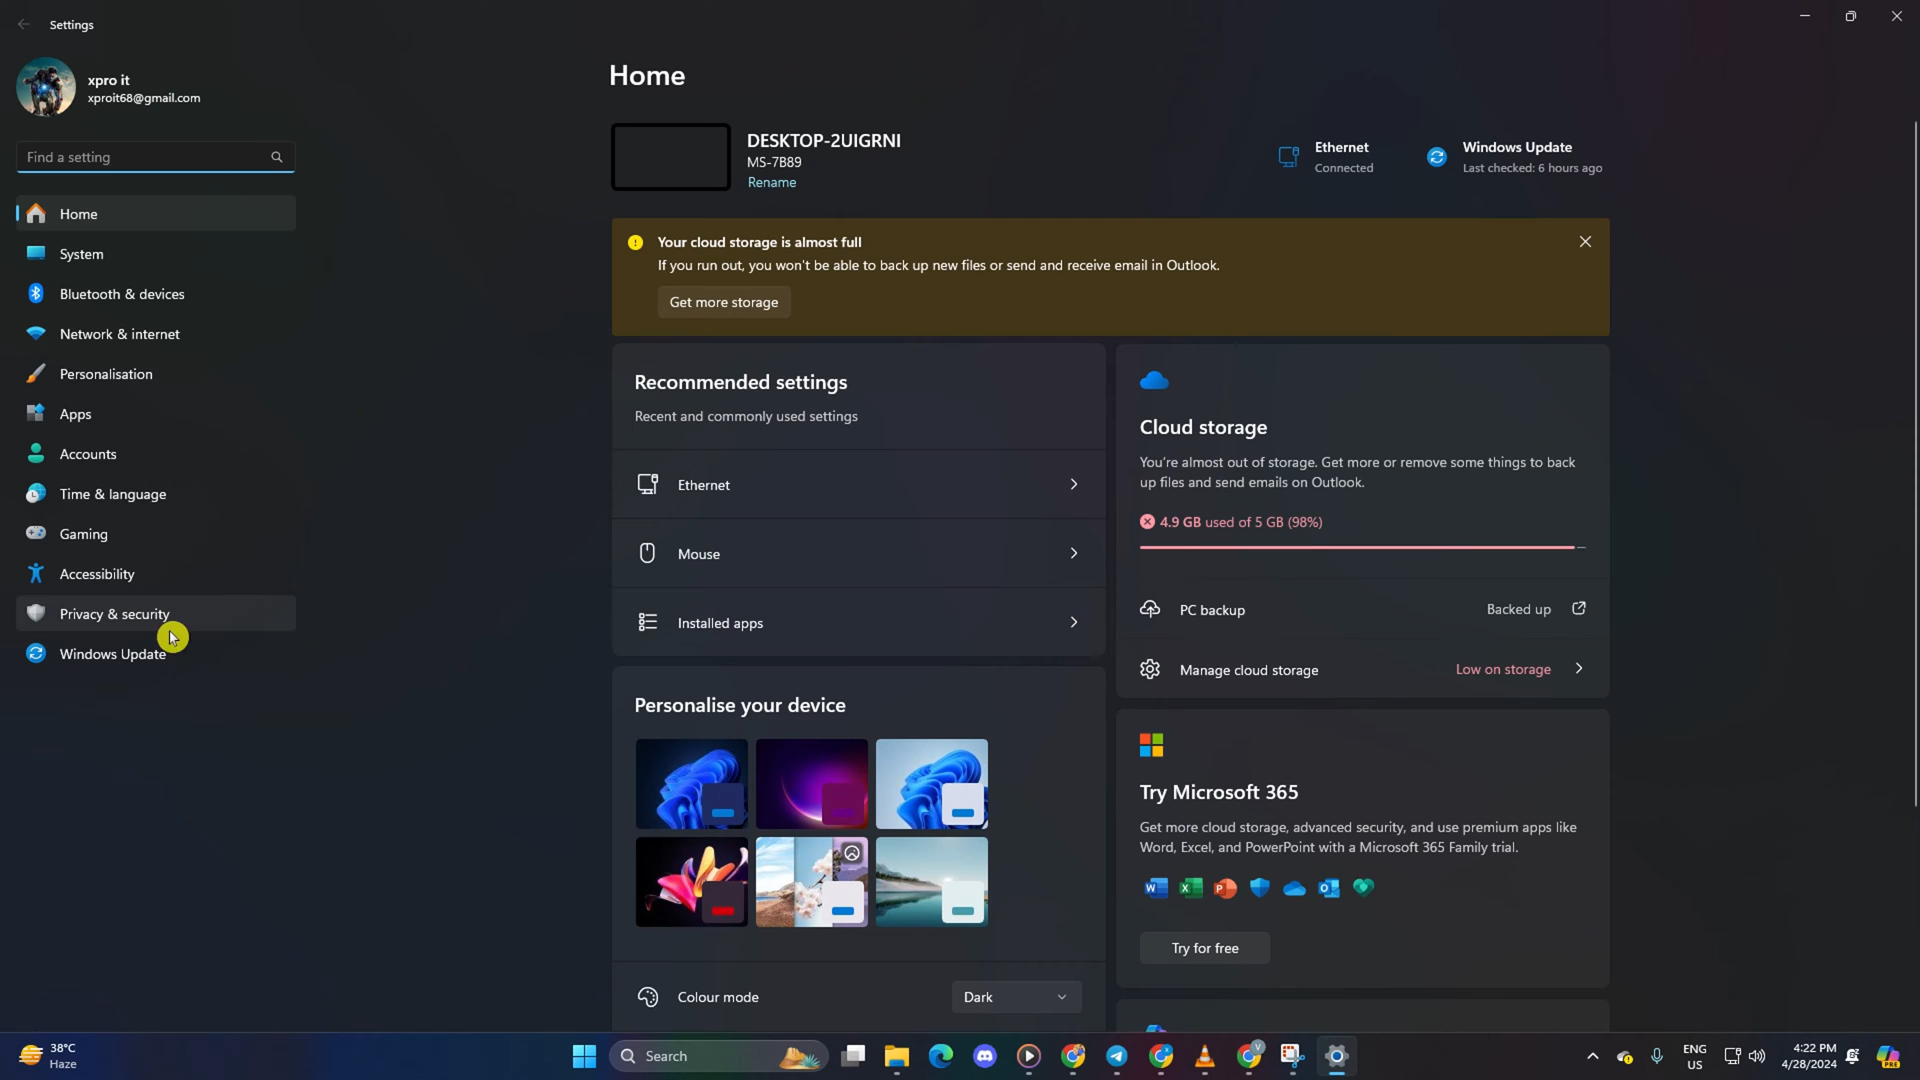 Settings
xpro it
xproit68@gmail.com
Find a setting
Home
System
Bluetooth & devices
Network & internet
Personalisation
Apps
Accounts
Time & language
Gaming
Accessibility
Privacy & security
Windows Update
Home
DESKTOP-2UIGRNI
MS-7B89
Rename
Ethernet
Connected
Windows Update
Last checked: 6 hours ago
Your cloud storage is almost full
If you run out, you won't be able to back up new files or send and receive email in Outlook.
Get more storage
Recommended settings
Recent and commonly used settings
Ethernet
Mouse
Installed apps
Personalise your device
Colour mode
Dark
Cloud storage
You're almost out of storage. Get more or remove some things to back
up files and send emails on Outlook.
4.9 GB used of 5 GB (98%)
PC backup
Backed up
Manage cloud storage
Low on storage
Try Microsoft 365
Get more cloud storage, advanced security, and use premium apps like
Word, Excel, and PowerPoint with a Microsoft 365 Family trial.
Try for free
38°C
Haze
Search
ENG
US
4:22 PM
4/28/2024